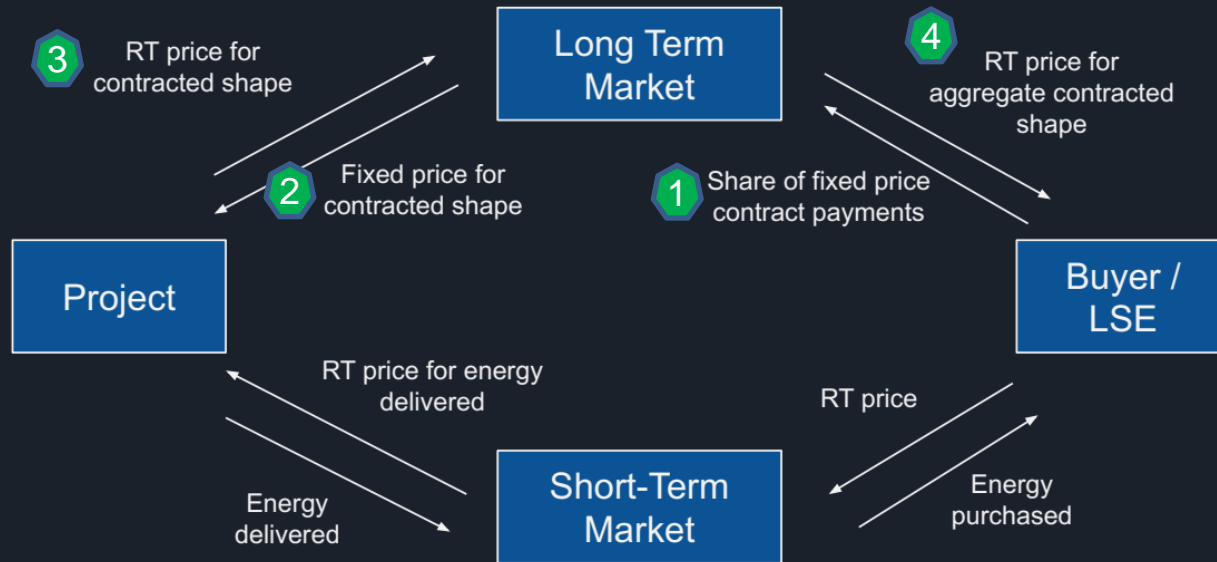 3
RT price for
contracted shape
Long Term
Market
4
RT price for
aggregate contracted
shape
2
Fixed price for
contracted shape
1
Share of fixed price
contract payments
Project
Buyer /
LSE
RT price for energy
delivered
RT price
Energy
delivered
Short-Term
Market
Energy
purchased